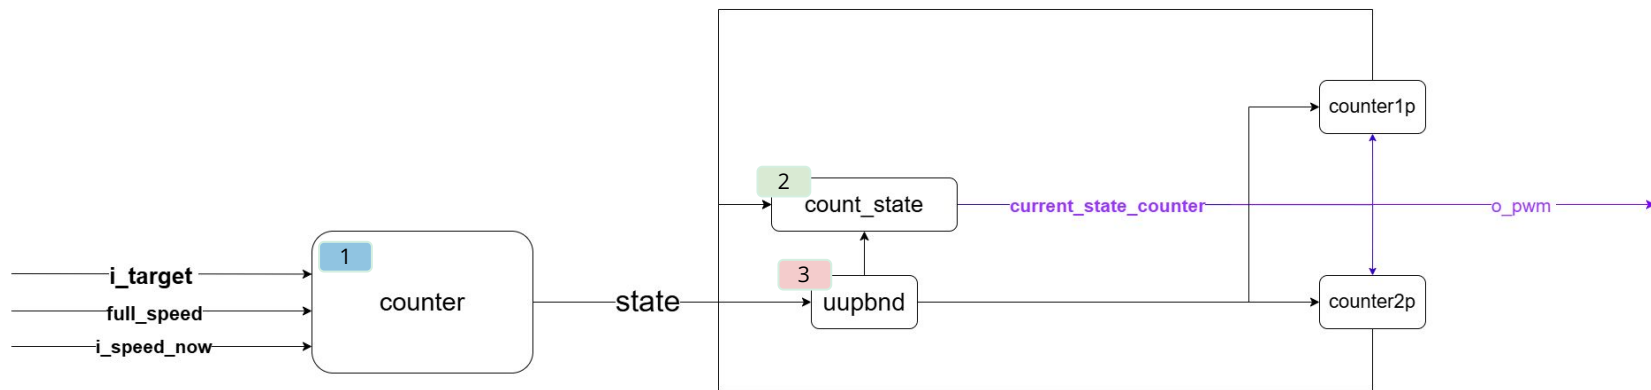 counter1p
2
count_state
current_state_counter
o_pwm
1
i_target
3
counter
state
uupbnd
counter2p
full_speed
i_speed_now